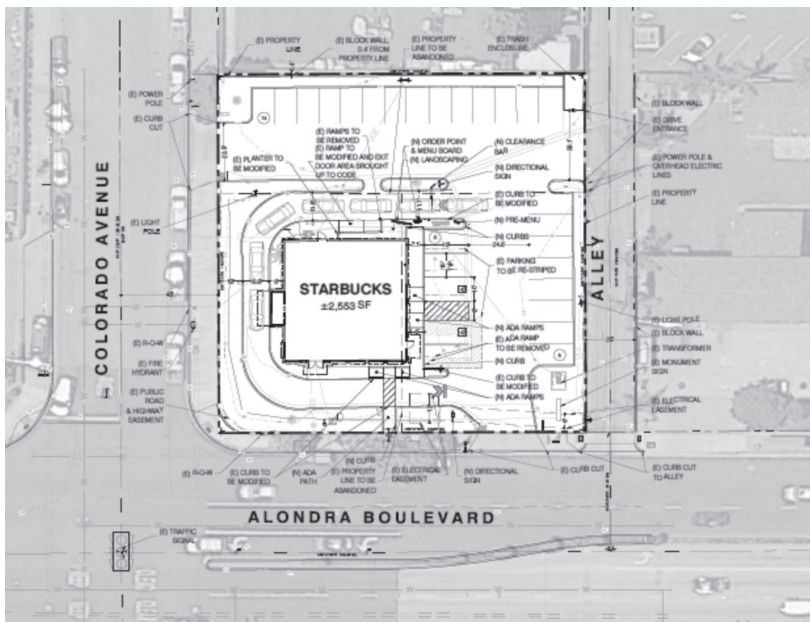 (E) PROPERTY
LINE
(E) BLOCK WALL,
0.4' FROM
PROPERTY LINE
(E) PROPERTY
LINE TO BE
ABANDONED
(E) TRASH
ENCLOSURE
(E) POWER
POLE
(E) CURB
CUT
(E) BLOCK WALL
(E) DRIVE
ENTRANCE
(E) RAMPS TO
BE REMOVED
(E) RAMP TO
BE MODIFIED AND EXIT
DOOR AREA BROUGHT
UP TO CODE
(N) ORDER POINT
& MENU BOARD
(N) LANDSCAPING
(N) CLEARANCE
BAR
(N) DIRECTIONAL
SIGN
(E) PLANTER TO
BE MODIFIED
(E) POWER POLE &
OVERHEAD ELECTRIC
LINES
(E) CURB TO
BE MODIFIED
(E) PROPERTY
LINE
(N) PRE-MENU
(E) LIGHT
POLE
(N) CURBS
COLORADO AVENUE
ALLEY
(E) PARKING
TO BE RE-STRIPED
STARBUCKS
±2,553 SF
(E) LIGHT POLE
(N) ADA RAMPS
(E) BLOCK WALL
(E) ADA RAMP
TO BE REMOVED
(E) R-O-W
(E) TRANSFORMER
(E) FIRE
HYDRANT
(N) CURB
(E) MONUMENT
SIGN
(E) CURB TO
BE MODIFIED
(E) PUBLIC
ROAD
& HIGHWAY
EASEMENT
(N) ADA RAMPS
(E) ELECTRICAL
EASEMENT
(E) R-O-W
(E) CURB TO
BE MODIFIED
(N) ADA
PATH
(N) CURB
(E) PROPERTY
LINE TO BE
ABANDONED
(E) ELECTRICAL
EASEMENT
(N) DIRECTIONAL
SIGN
(E) CURB CUT
(E) CURB CUT
TO ALLEY
ALONDRA BOULEVARD
(E) TRAFFIC
SIGNAL